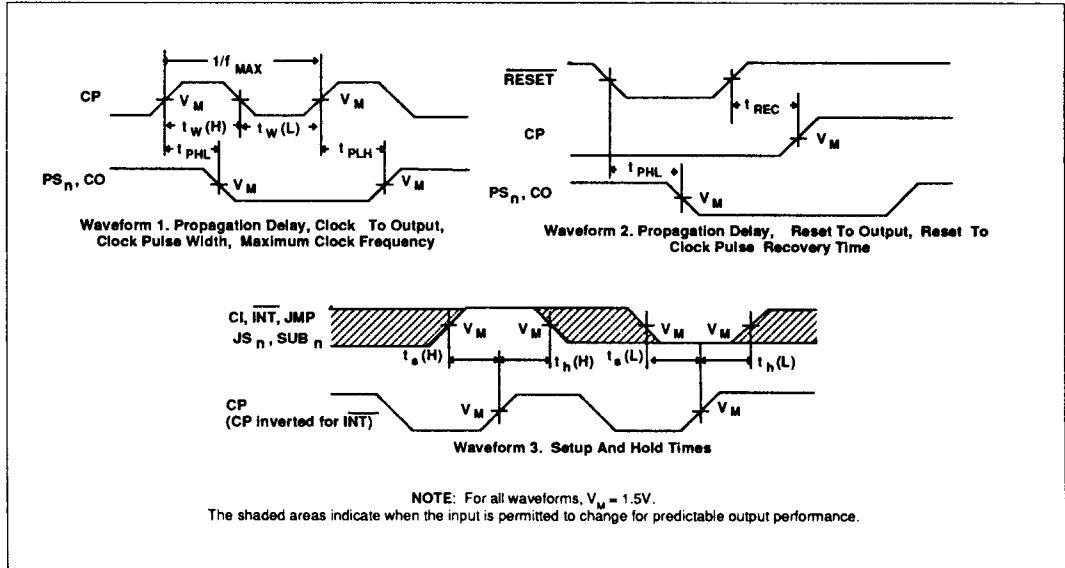 1/f MAX
CP
V M
t W (H)
t W (L)
t PHL
t PLH
PS n , CO
V M
V M
Waveform 1. Propagation Delay, Clock To Output,
Clock Pulse Width, Maximum Clock Frequency
RESET
t REC
CP
V M
t PHL
PS n , CO
V M
Waveform 2. Propagation Delay, Reset To Output, Reset To
Clock Pulse Recovery Time
CI, INT, JMP
JS n , SUB n
V M
V M
V M
V M
t s (H)
t h (H)
t s (L)
t h (L)
CP
(CP inverted for INT)
V M
V M
Waveform 3. Setup And Hold Times
NOTE: For all waveforms, V M = 1.5V.
The shaded areas indicate when the input is permitted to change for predictable output performance.